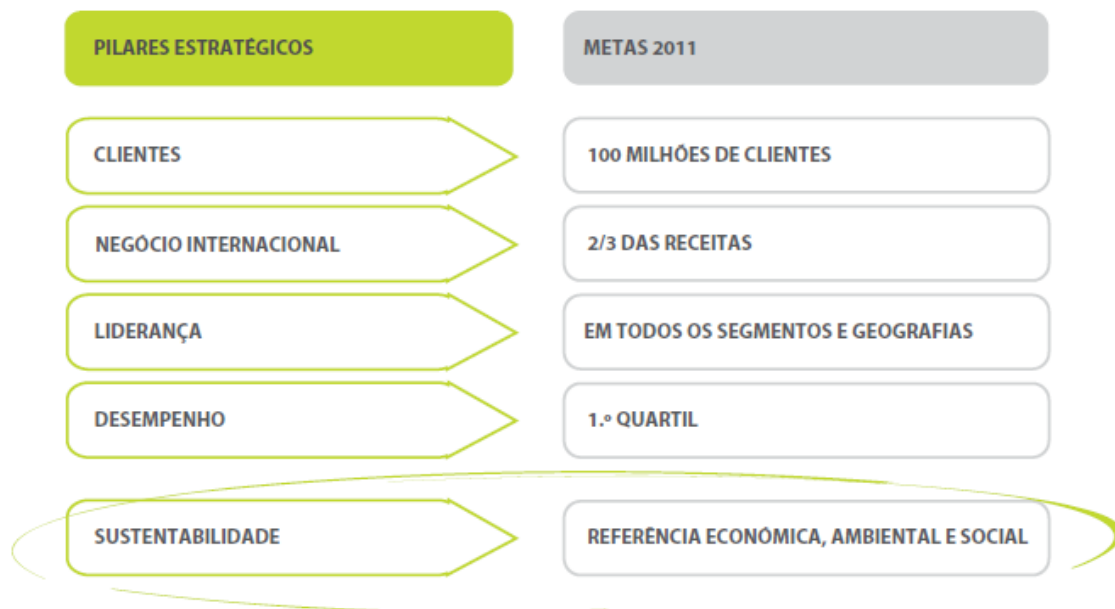 PILARES ESTRATÉGICOS
METAS 2011
CLIENTES
100 MILHÕES DE CLIENTES
NEGÓCIO INTERNACIONAL
2/3 DAS RECEITAS
LIDERANÇA
EM TODOS OS SEGMENTOS E GEOGRAFIAS
DESEMPENHO
1.º QUARTIL
SUSTENTABILIDADE
REFERÊNCIA ECONÓMICA, AMBIENTAL E SOCIAL